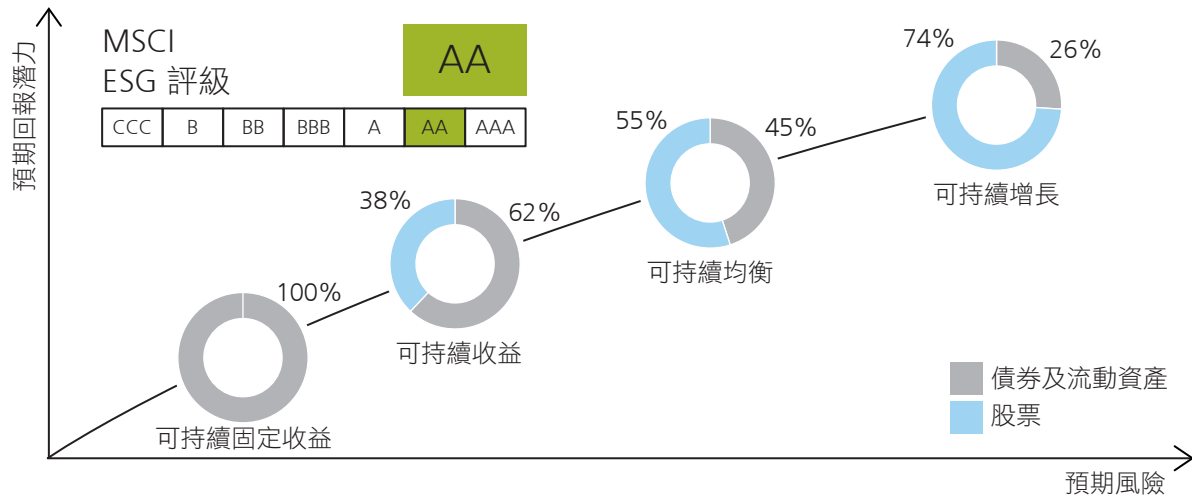 預期回報潛力
MSCI
ESG 評級
AA
CCC B BB BBB A AA AAA
74%
26%
可持續增長
55%
45%
可持續均衡
38%
62%
可持續收益
100%
可持續固定收益
債券及流動資產
股票
預期風險